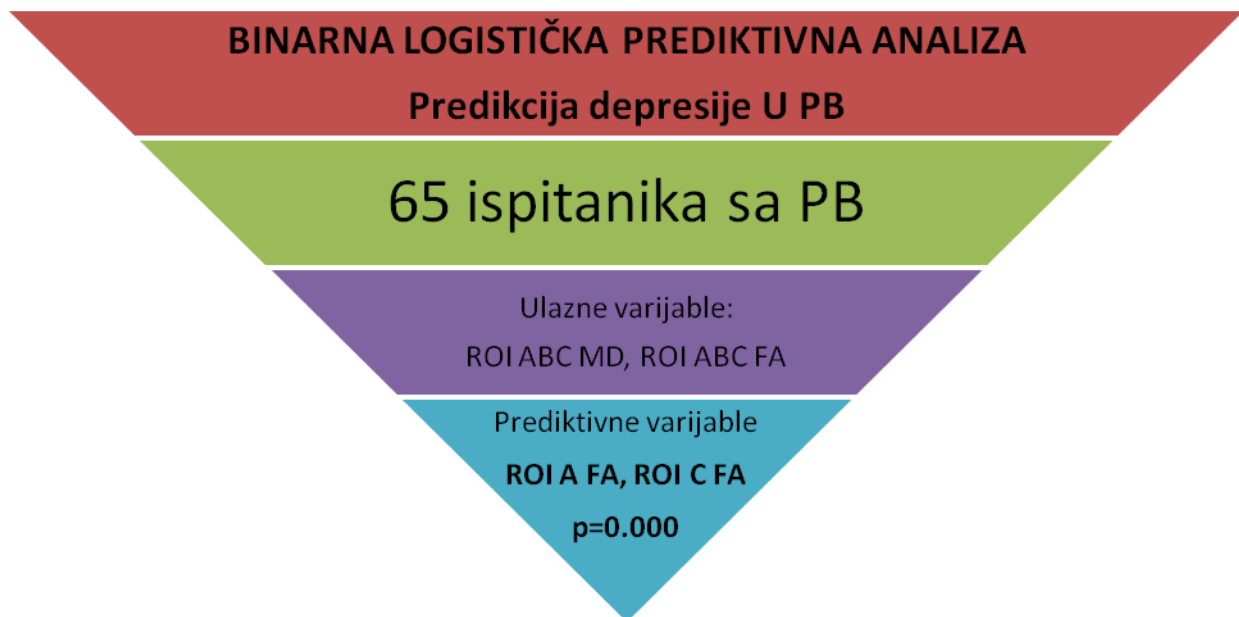 BINARNA LOGISTIČKA PREDIKTIVNA ANALIZA
Predikcija depresije U PB
65 ispitanika sa PB
Ulazne varijable:
ROI ABC MD, ROI ABC FA
Prediktivne varijable
ROI A FA, ROI C FA
p=0.000